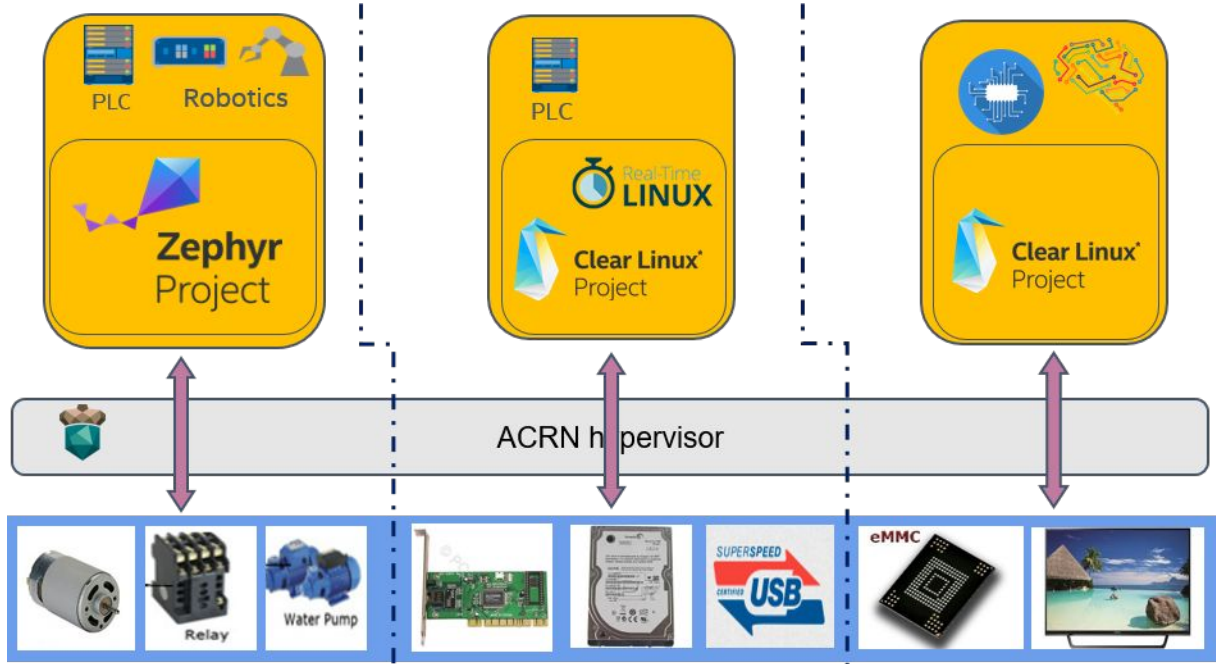 PLC
Robotics
PLC
Zephyr
Project
Real-Time
LINUX
Clear Linux*
Project
Clear Linux*
Project
ACRN hypervisor
Relay
Water Pump
© PC
SUPERSPEED
CERTIFIED
USB
eMMC